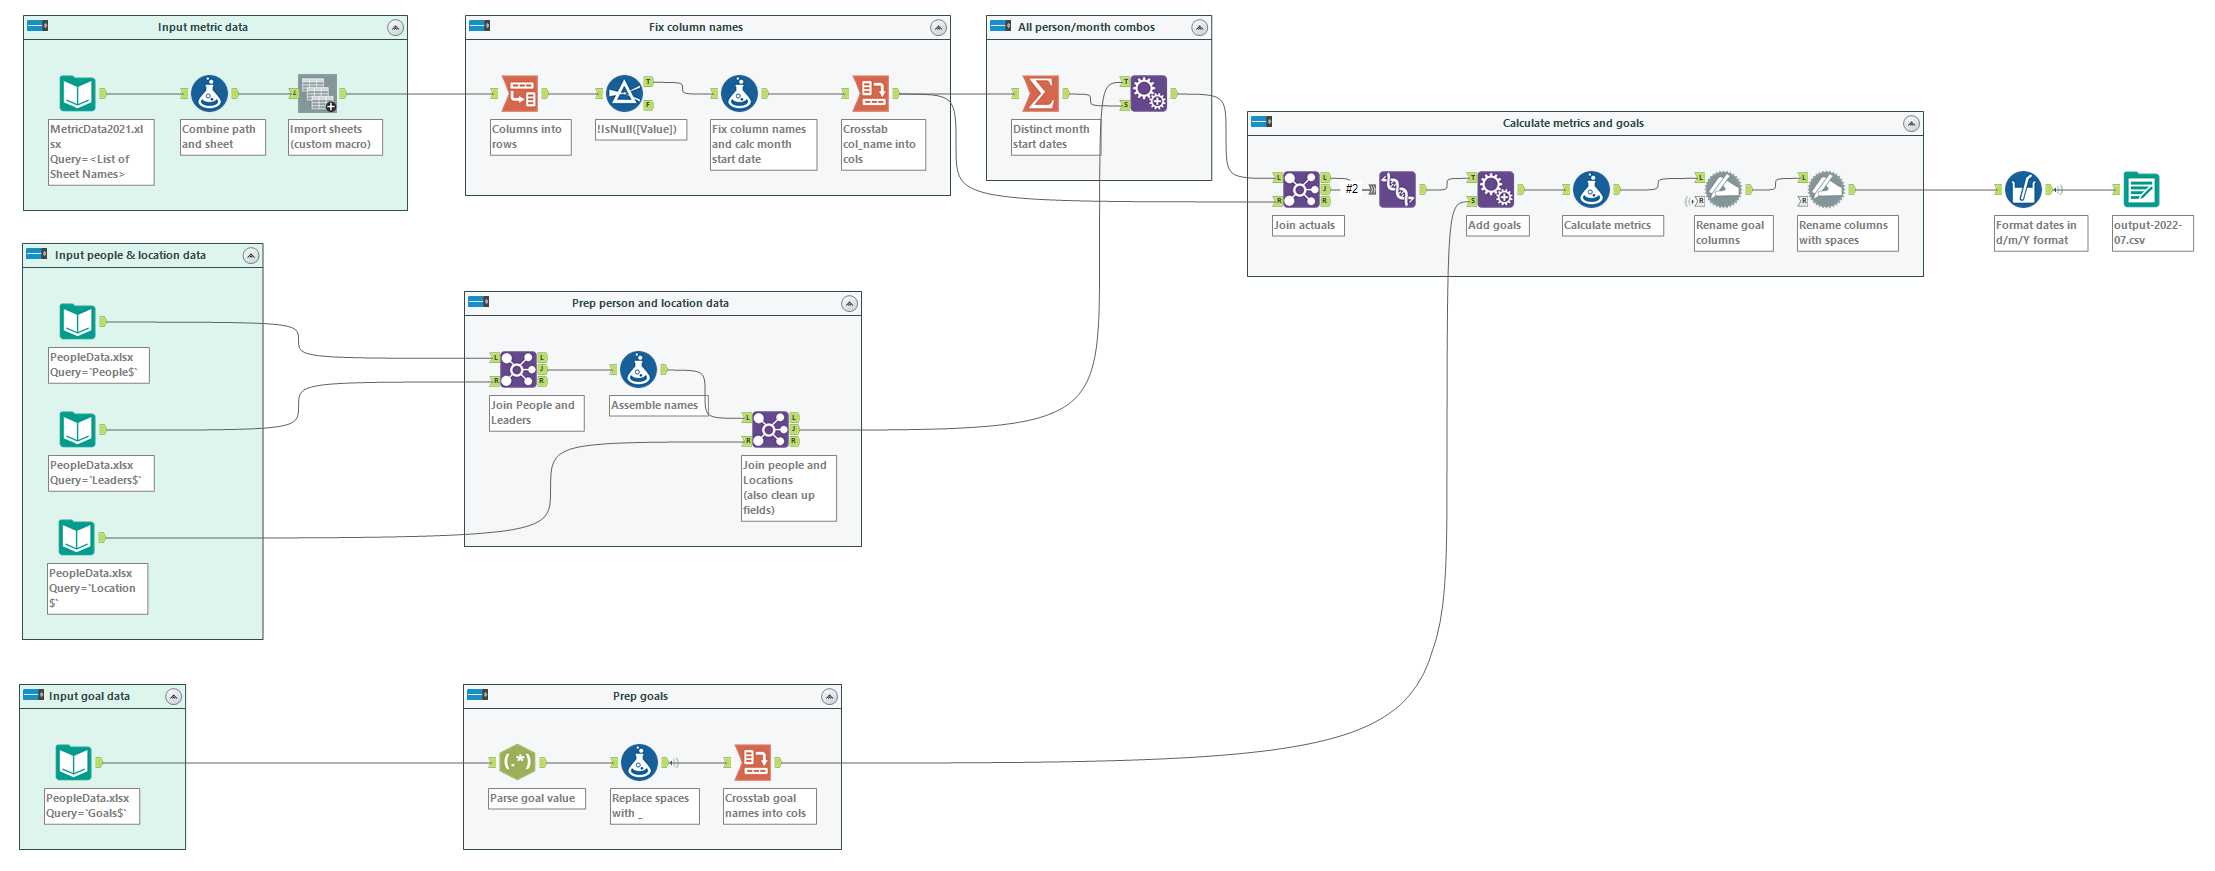 Input metric data
MetricData2021.xl
sx
Query=<List of
Sheet Names>
Combine path
and sheet
Import sheets
(custom macro)
Fix column names
Columns into
rows
T
F
!IsNull([Value])
Fix column names
and calc month
start date
Crosstab
col_name into
cols
All person/month combos
Distinct month
start dates
T
S
Calculate metrics and goals
L
R
L
J
R
Join actuals
#2
T
S
Add goals
Calculate metrics
L
R
Rename goal
columns
L
R
Rename columns
with spaces
Format dates in
d/m/Y format
output-2022-
07.csv
Input people & location data
PeopleData.xlsx
Query=`People$`
PeopleData.xlsx
Query=`Leaders$`
PeopleData.xlsx
Query=`Location
$`
Prep person and location data
L
R
L
J
R
Join People and
Leaders
Assemble names
L
R
L
J
R
Join people and
Locations
(also clean up
fields)
Input goal data
PeopleData.xlsx
Query=`Goals$`
Prep goals
(.*)
Parse goal value
Replace spaces
with _
Crosstab goal
names into cols